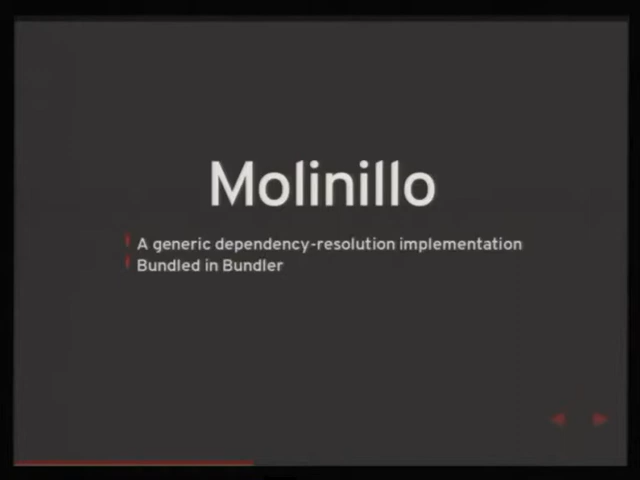 Molinillo
A generic dependency-resolution implementation
Bundled in Bundler